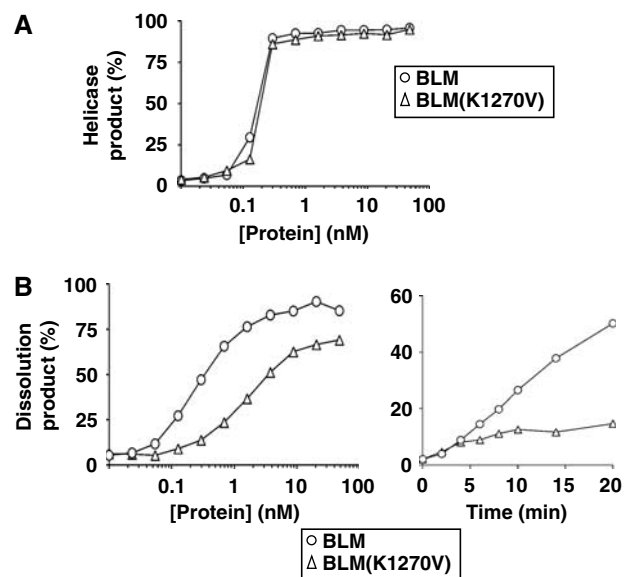 A
Helicase
product (%)
100
75
50
25
0
0.1
1
10
100
[Protein] (nM)
BLM
BLM(K1270V)
B
Dissolution
product (%)
100
75
50
25
0
0.1
1
10
100
[Protein] (nM)
60
40
20
0
0
5
10
15
20
Time (min)
BLM
BLM(K1270V)